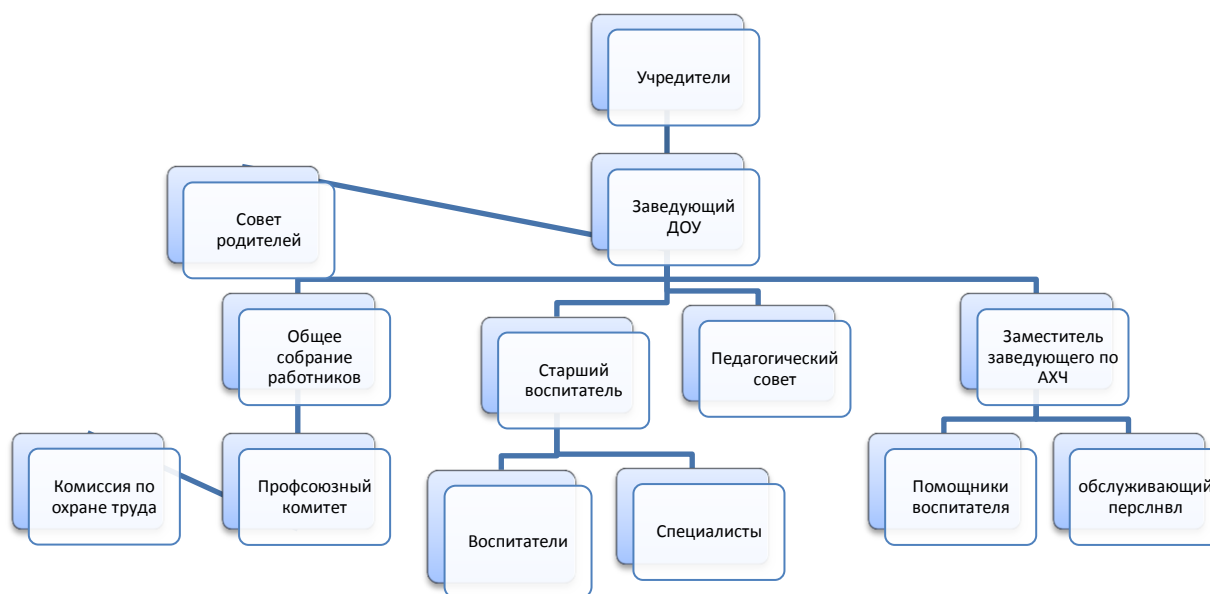 Учредители
Заведующий
ДОУ
Совет
родителей
Общее
собрание
работников
Старший
воспитатель
Педагогический
совет
Заместитель
заведующего по
АХЧ
Комиссия по
охране труда
Профсоюзный
комитет
Воспитатели
Специалисты
Помощники
воспитателя
обслуживающий
перслнвл